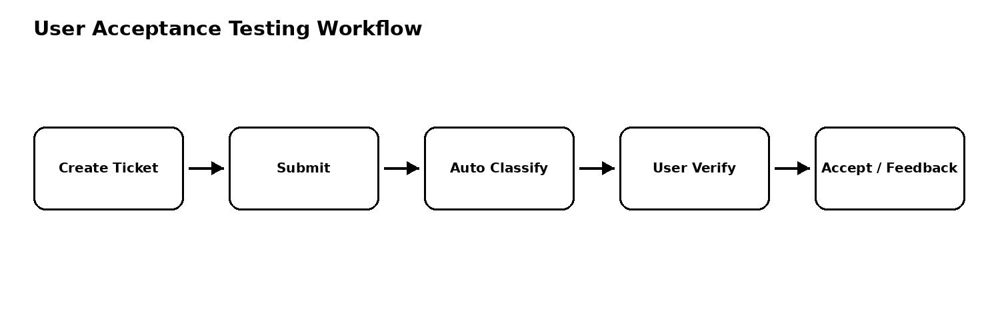 User Acceptance Testing Workflow
Create Ticket
Submit
Auto Classify
User Verify
Accept / Feedback